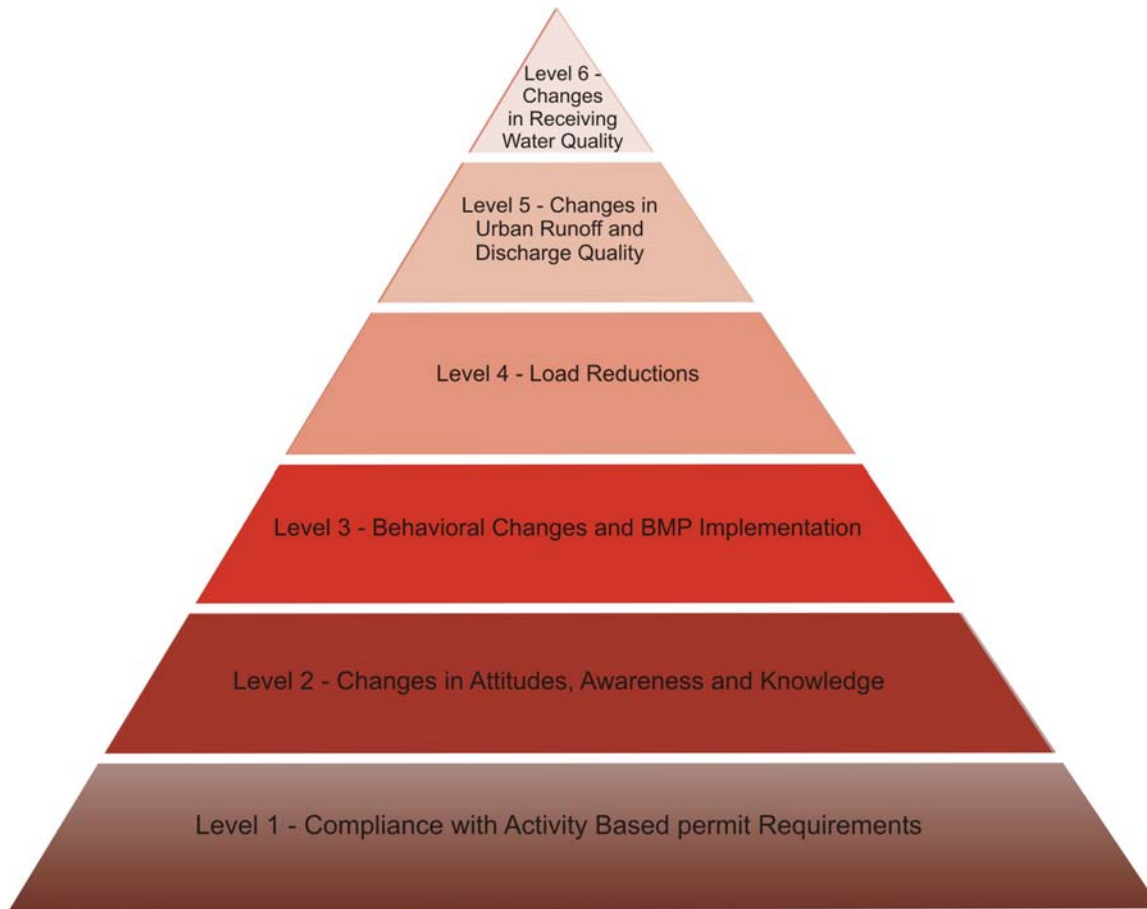 Level 6 -
Changes
in Receiving
Water Quality
Level 5 - Changes in
Urban Runoff and
Discharge Quality
Level 4 - Load Reductions
Level 3 - Behavioral Changes and BMP Implementation
Level 2 - Changes in Attitudes, Awareness and Knowledge
Level 1 - Compliance with Activity Based permit Requirements